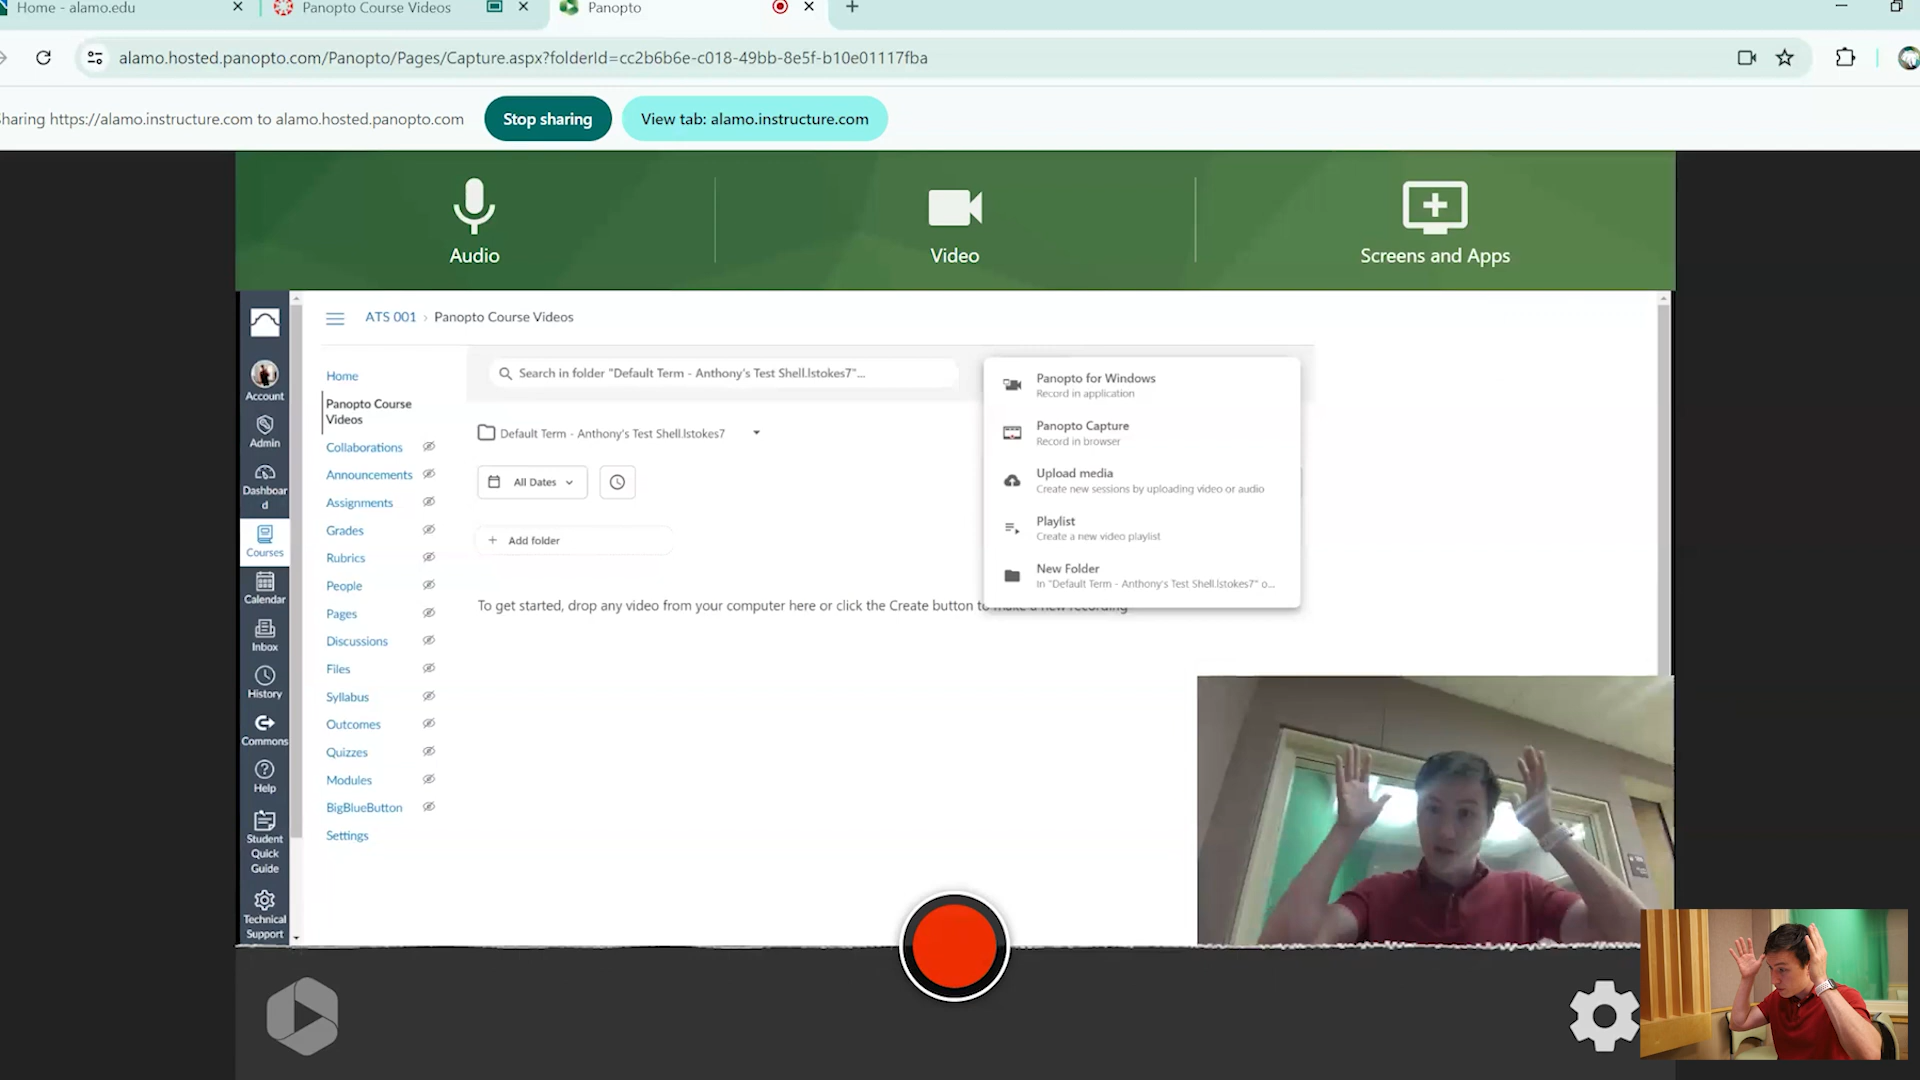 Home - alamo.edu
Panopto Course Videos
Panopto
alamo.hosted.panopto.com/Panopto/Pages/Capture.aspx?folderId=cc2b6b6e-c018-49bb-8e5f-b10e01117fba
haring https://alamo.instructure.com to alamo.hosted.panopto.com
Stop sharing
View tab: alamo.instructure.com
Audio
Video
Screens and Apps
ATS 001 › Panopto Course Videos
Account
Admin
Dashboar
d
Courses
Calendar
Inbox
History
Commons
Help
Student
Quick
Guide
Technical
Support
Home
Panopto Course
Videos
Collaborations
Announcements
Assignments
Grades
Rubrics
People
Pages
Discussions
Files
Syllabus
Outcomes
Quizzes
Modules
BigBlueButton
Settings
Search in folder "Default Term - Anthony's Test Shell.lstokes7"...
Default Term - Anthony's Test Shell.lstokes7
All Dates
+ Add folder
To get started, drop any video from your computer here or click the Create button to make a new recording
Panopto for Windows
Record in application
Panopto Capture
Record in browser
Upload media
Create new sessions by uploading video or audio
Playlist
Create a new video playlist
New Folder
In "Default Term - Anthony's Test Shell.lstokes7" o...